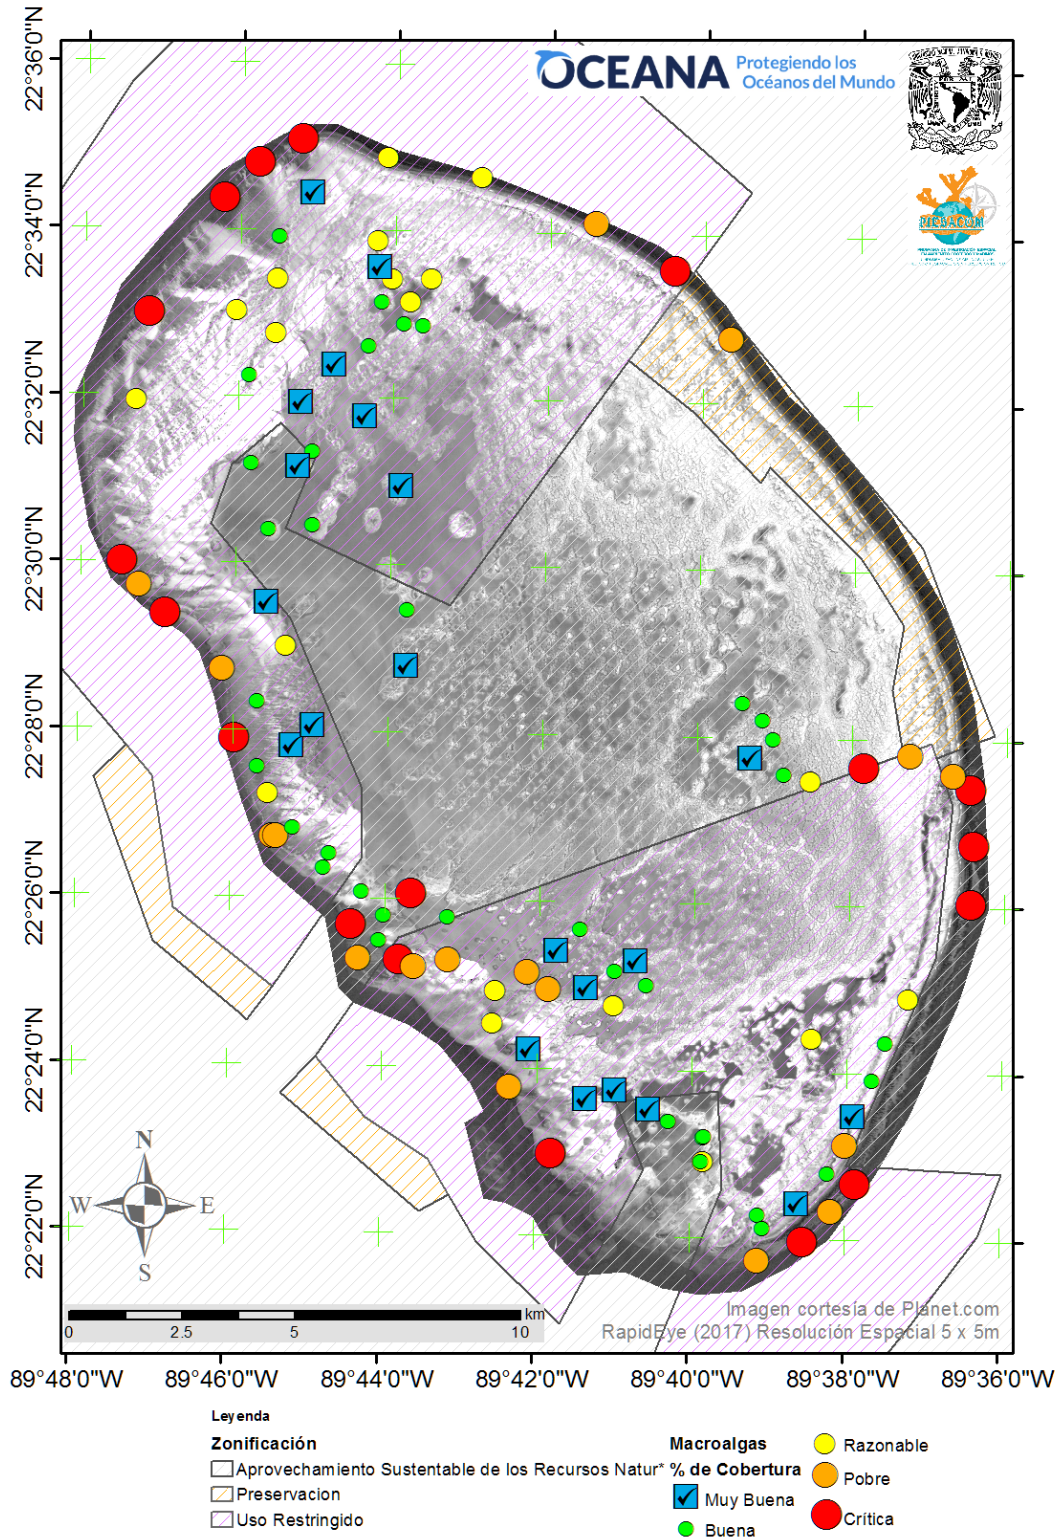 OCEANA
Protegiendo los
Océanos del Mundo
22°36'0"N
22°34'0"N
22°32'0"N
22°30'0"N
22°28'0"N
22°26'0"N
22°24'0"N
22°22'0"N
N
W
E
S
km
0
2.5
5
10
Imagen cortesía de Planet.com
RapidEye (2017) Resolución Espacial 5 x 5m
89°48'0"W
89°46'0"W
89°44'0"W
89°42'0"W
89°40'0"W
89°38'0"W
89°36'0"W
Leyenda
Zonificación
Aprovechamiento Sustentable de los Recursos Natur*
Preservacion
Uso Restringido
Macroalgas
% de Cobertura
Muy Buena
Buena
Razonable
Pobre
Crítica